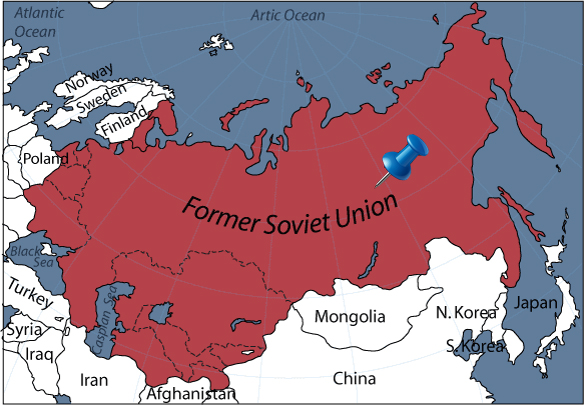 Atlantic
Ocean
Artic Ocean
Norway
Sweden
Finland
Poland
Former Soviet Union
Black
Sea
Caspian Sea
Turkey
Syria
Iraq
Iran
Afghanistan
Mongolia
China
N. Korea
S. Korea
Japan